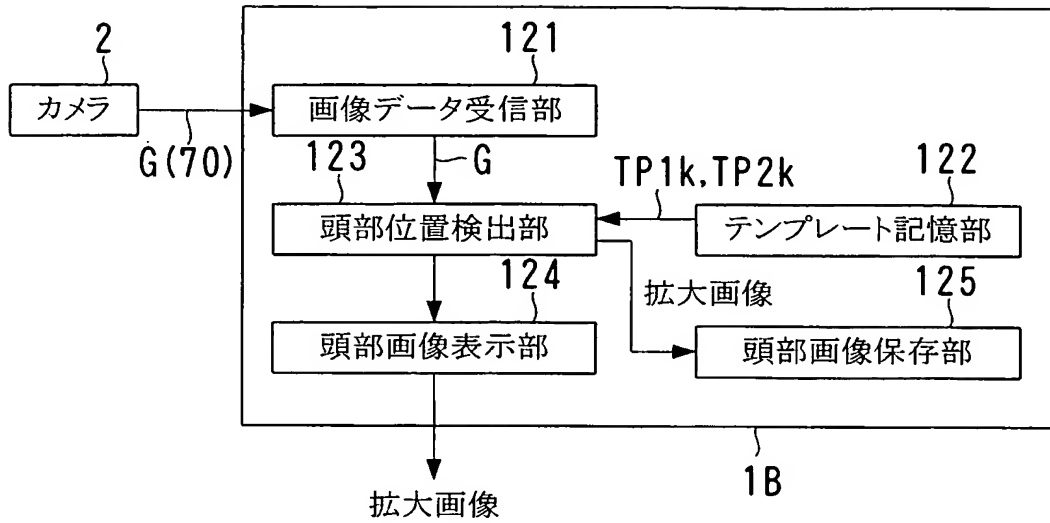 2
121
カメラ
画像データ受信部
G(70)
123
G
TP1k,TP2k
122
頭部位置検出部
テンプレート記憶部
124
拡大画像
125
頭部画像表示部
頭部画像保存部
1B
拡大画像